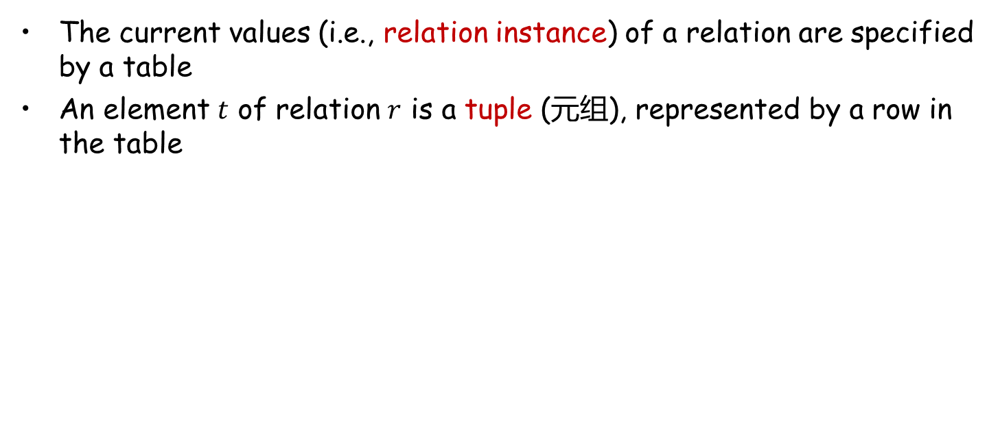 • The current values (i.e., relation instance) of a relation are specified
by a table
• An element t of relation r is a tuple (元组), represented by a row in
the table